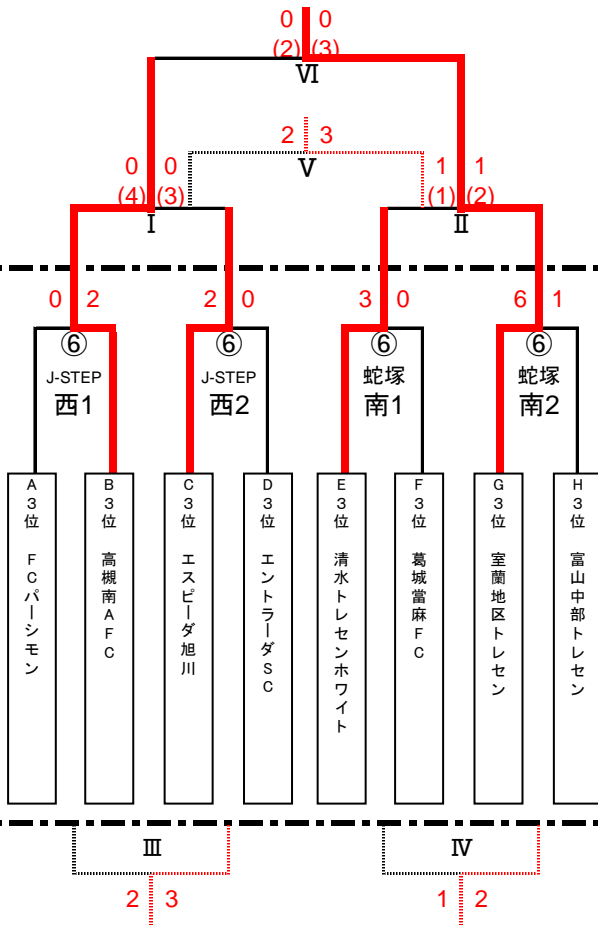 0 0
(2) (3)
Ⅵ
2 3
Ⅴ
0 0
(4) (3)
Ⅰ
1 1
(1) (2)
Ⅱ
0 2
⑥
J-STEP
西1
2 0
⑥
J-STEP
西2
3 0
⑥
蛇塚
南1
6 1
⑥
蛇塚
南2
A3位 FCパーシモン
B3位 高槻南AFC
C3位 エスピーダ旭川
D3位 エントラーダSC
E3位 清水トレセンホワイト
F3位 葛城當麻FC
G3位 室蘭地区トレセン
H3位 富山中部トレセン
Ⅲ
2 3
Ⅳ
1 2